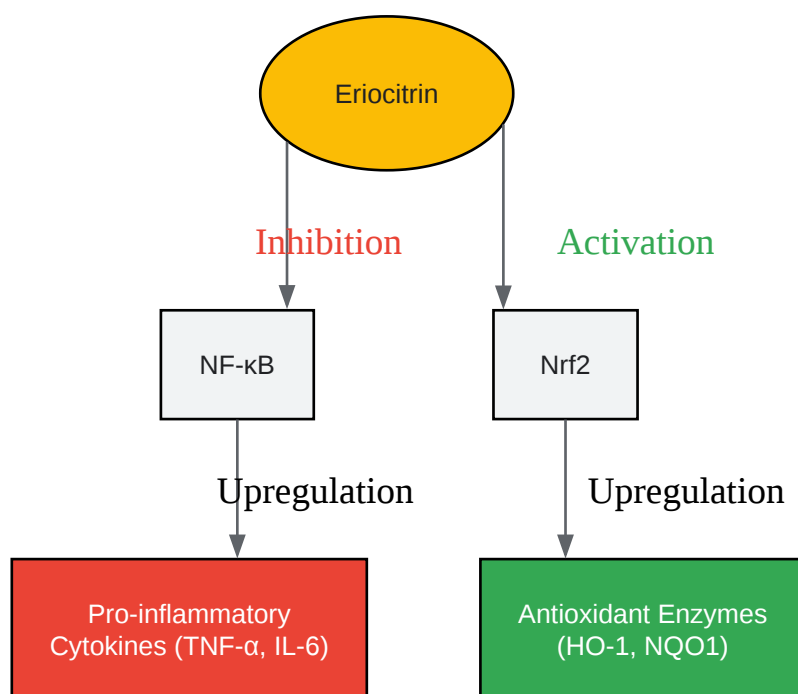 Eriocitrin
Inhibition
Activation
NF-κB
Nrf2
Upregulation
Upregulation
Pro-inflammatory
Cytokines (TNF-α, IL-6)
Antioxidant Enzymes
(HO-1, NQO1)